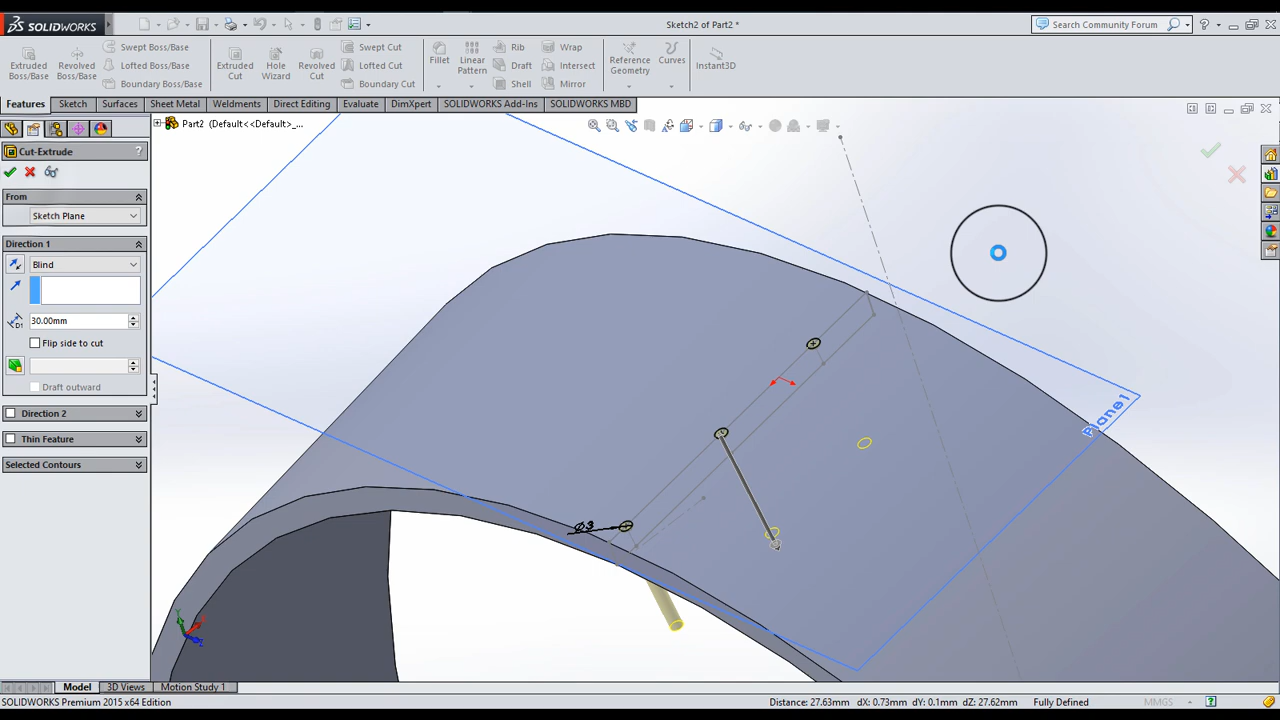 SOLIDWORKS
Sketch2 of Part2 *
Search Community Forum
Extruded Boss/Base
Revolved Boss/Base
Swept Boss/Base
Lofted Boss/Base
Boundary Boss/Base
Extruded Cut
Hole Wizard
Revolved Cut
Swept Cut
Lofted Cut
Boundary Cut
Fillet
Linear Pattern
Rib
Draft
Shell
Wrap
Intersect
Mirror
Reference Geometry
Curves
Instant3D
Features
Sketch
Surfaces
Sheet Metal
Weldments
Direct Editing
Evaluate
DimXpert
SOLIDWORKS Add-Ins
SOLIDWORKS MBD
Part2 (Default<<Default>_...
Cut-Extrude
?
From
Sketch Plane
Direction 1
Blind
D1
30.00mm
Flip side to cut
Draft outward
Direction 2
Thin Feature
Selected Contours
Plane1
Ø3
Y
X
Z
Model
3D Views
Motion Study 1
SOLIDWORKS Premium 2015 x64 Edition
Distance: 27.63mm dX: 0.73mm dY: 0.1mm dZ: 27.62mm
Fully Defined
MMGS